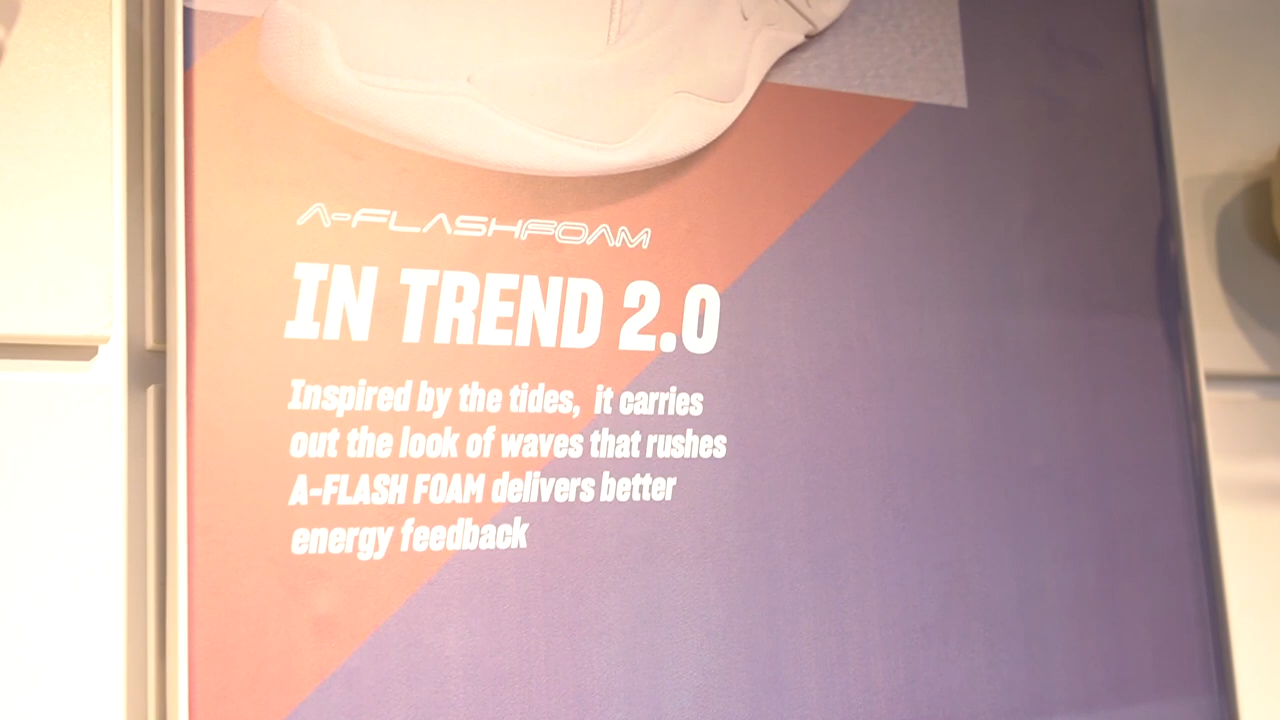 A-FLASHFOAM
IN TREND 2.0
Inspired by the tides, it carries
out the look of waves that rushes
A-FLASH FOAM delivers better
energy feedback